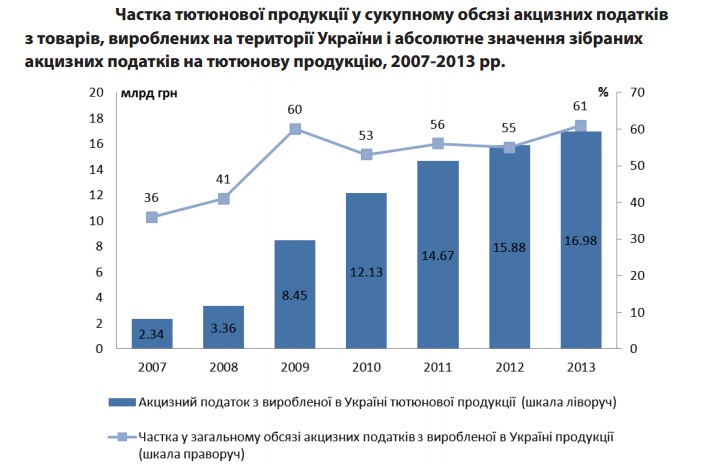 Частка тютюнової продукції у сукупному обсязі акцизних податків
з товарів, вироблених на території України і абсолютне значення зібраних
акцизних податків на тютюнову продукцію, 2007-2013 рр.
20 млрд грн % 70
18
16
14
12
10
8
6
4
2
0
60
50
40
30
20
10
0
36 41 60 53 56 55 61
2.34 3.36 8.45 12.13 14.67 15.88 16.98
2007 2008 2009 2010 2011 2012 2013
Акцизний податок з виробленої в Україні тютюнової продукції (шкала ліворуч)
Частка у загальному обсязі акцизних податків з виробленої в Україні продукції
(шкала праворуч)